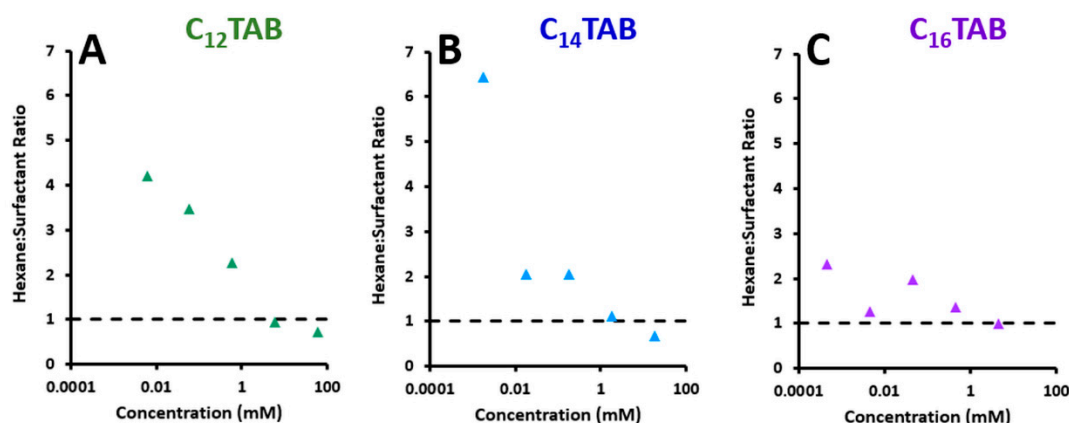 A
C12TAB
7
6
5
4
3
2
1
0
Hexane:Surfactant Ratio
0.0001 0.01 1 100
Concentration (mM)
B
C14TAB
7
6
5
4
3
2
1
0
Hexane:Surfactant Ratio
0.0001 0.01 1 100
Concentration (mM)
C
C16TAB
7
6
5
4
3
2
1
0
Hexane:Surfactant Ratio
0.0001 0.01 1 100
Concentration (mM)